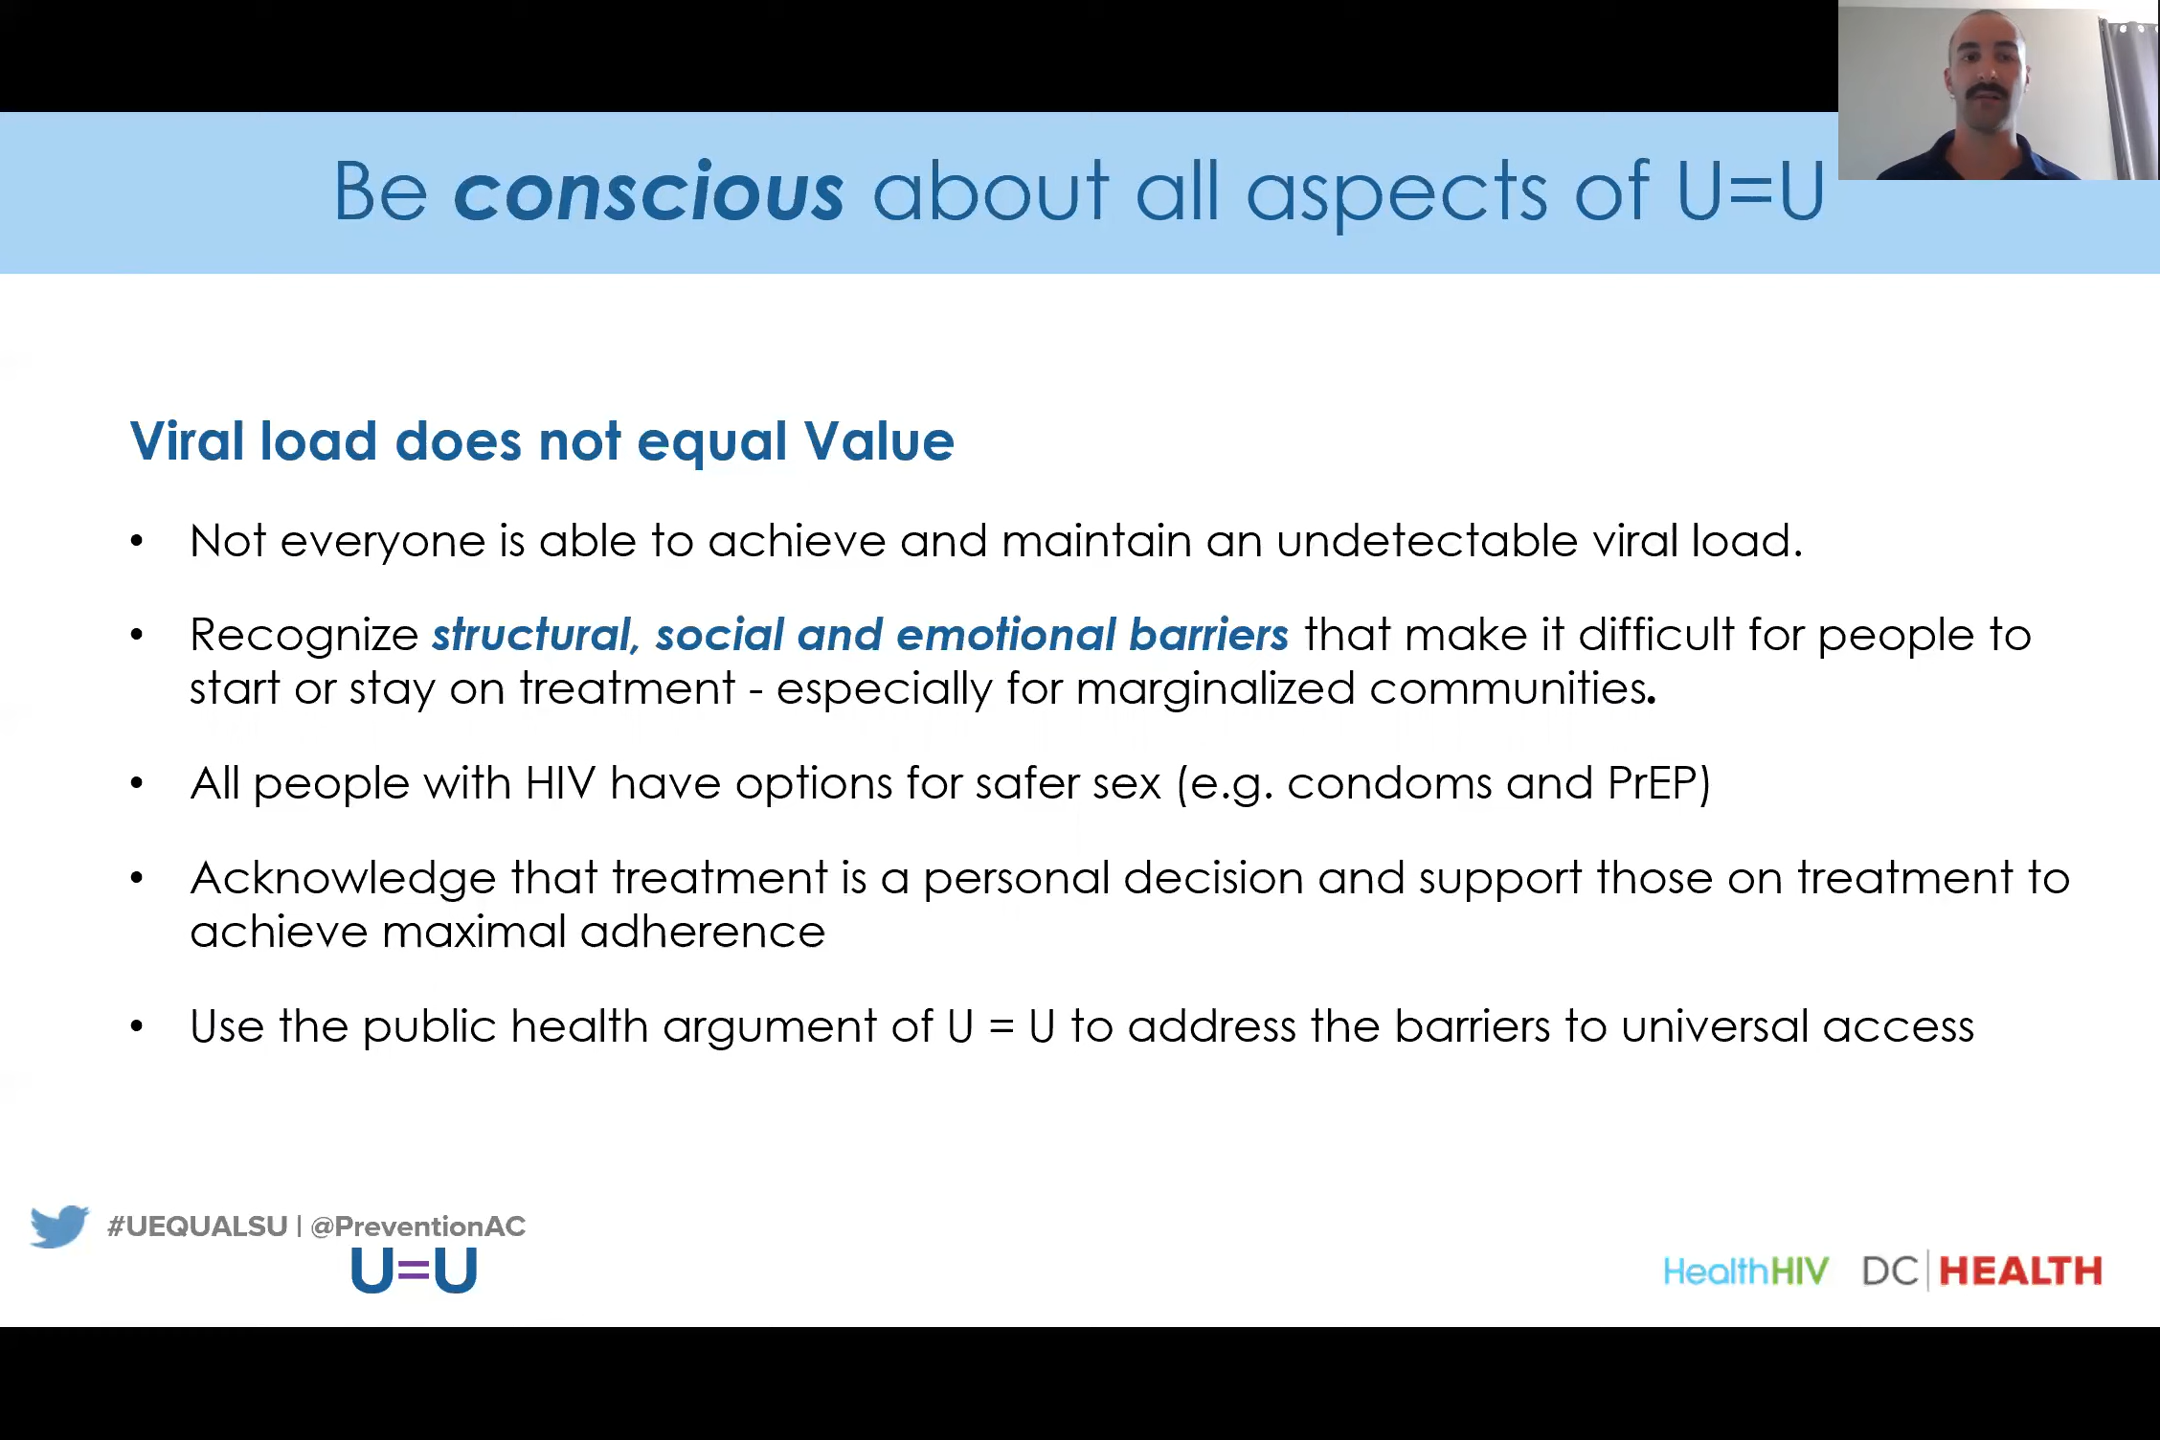 Be conscious about all aspects of U=U
Viral load does not equal Value
• Not everyone is able to achieve and maintain an undetectable viral load.
• Recognize structural, social and emotional barriers that make it difficult for people to
start or stay on treatment - especially for marginalized communities.
• All people with HIV have options for safer sex (e.g. condoms and PrEP)
• Acknowledge that treatment is a personal decision and support those on treatment to
achieve maximal adherence
• Use the public health argument of U = U to address the barriers to universal access
#UEQUALSU | @PreventionAC
U=U
HealthHIV DC | HEALTH